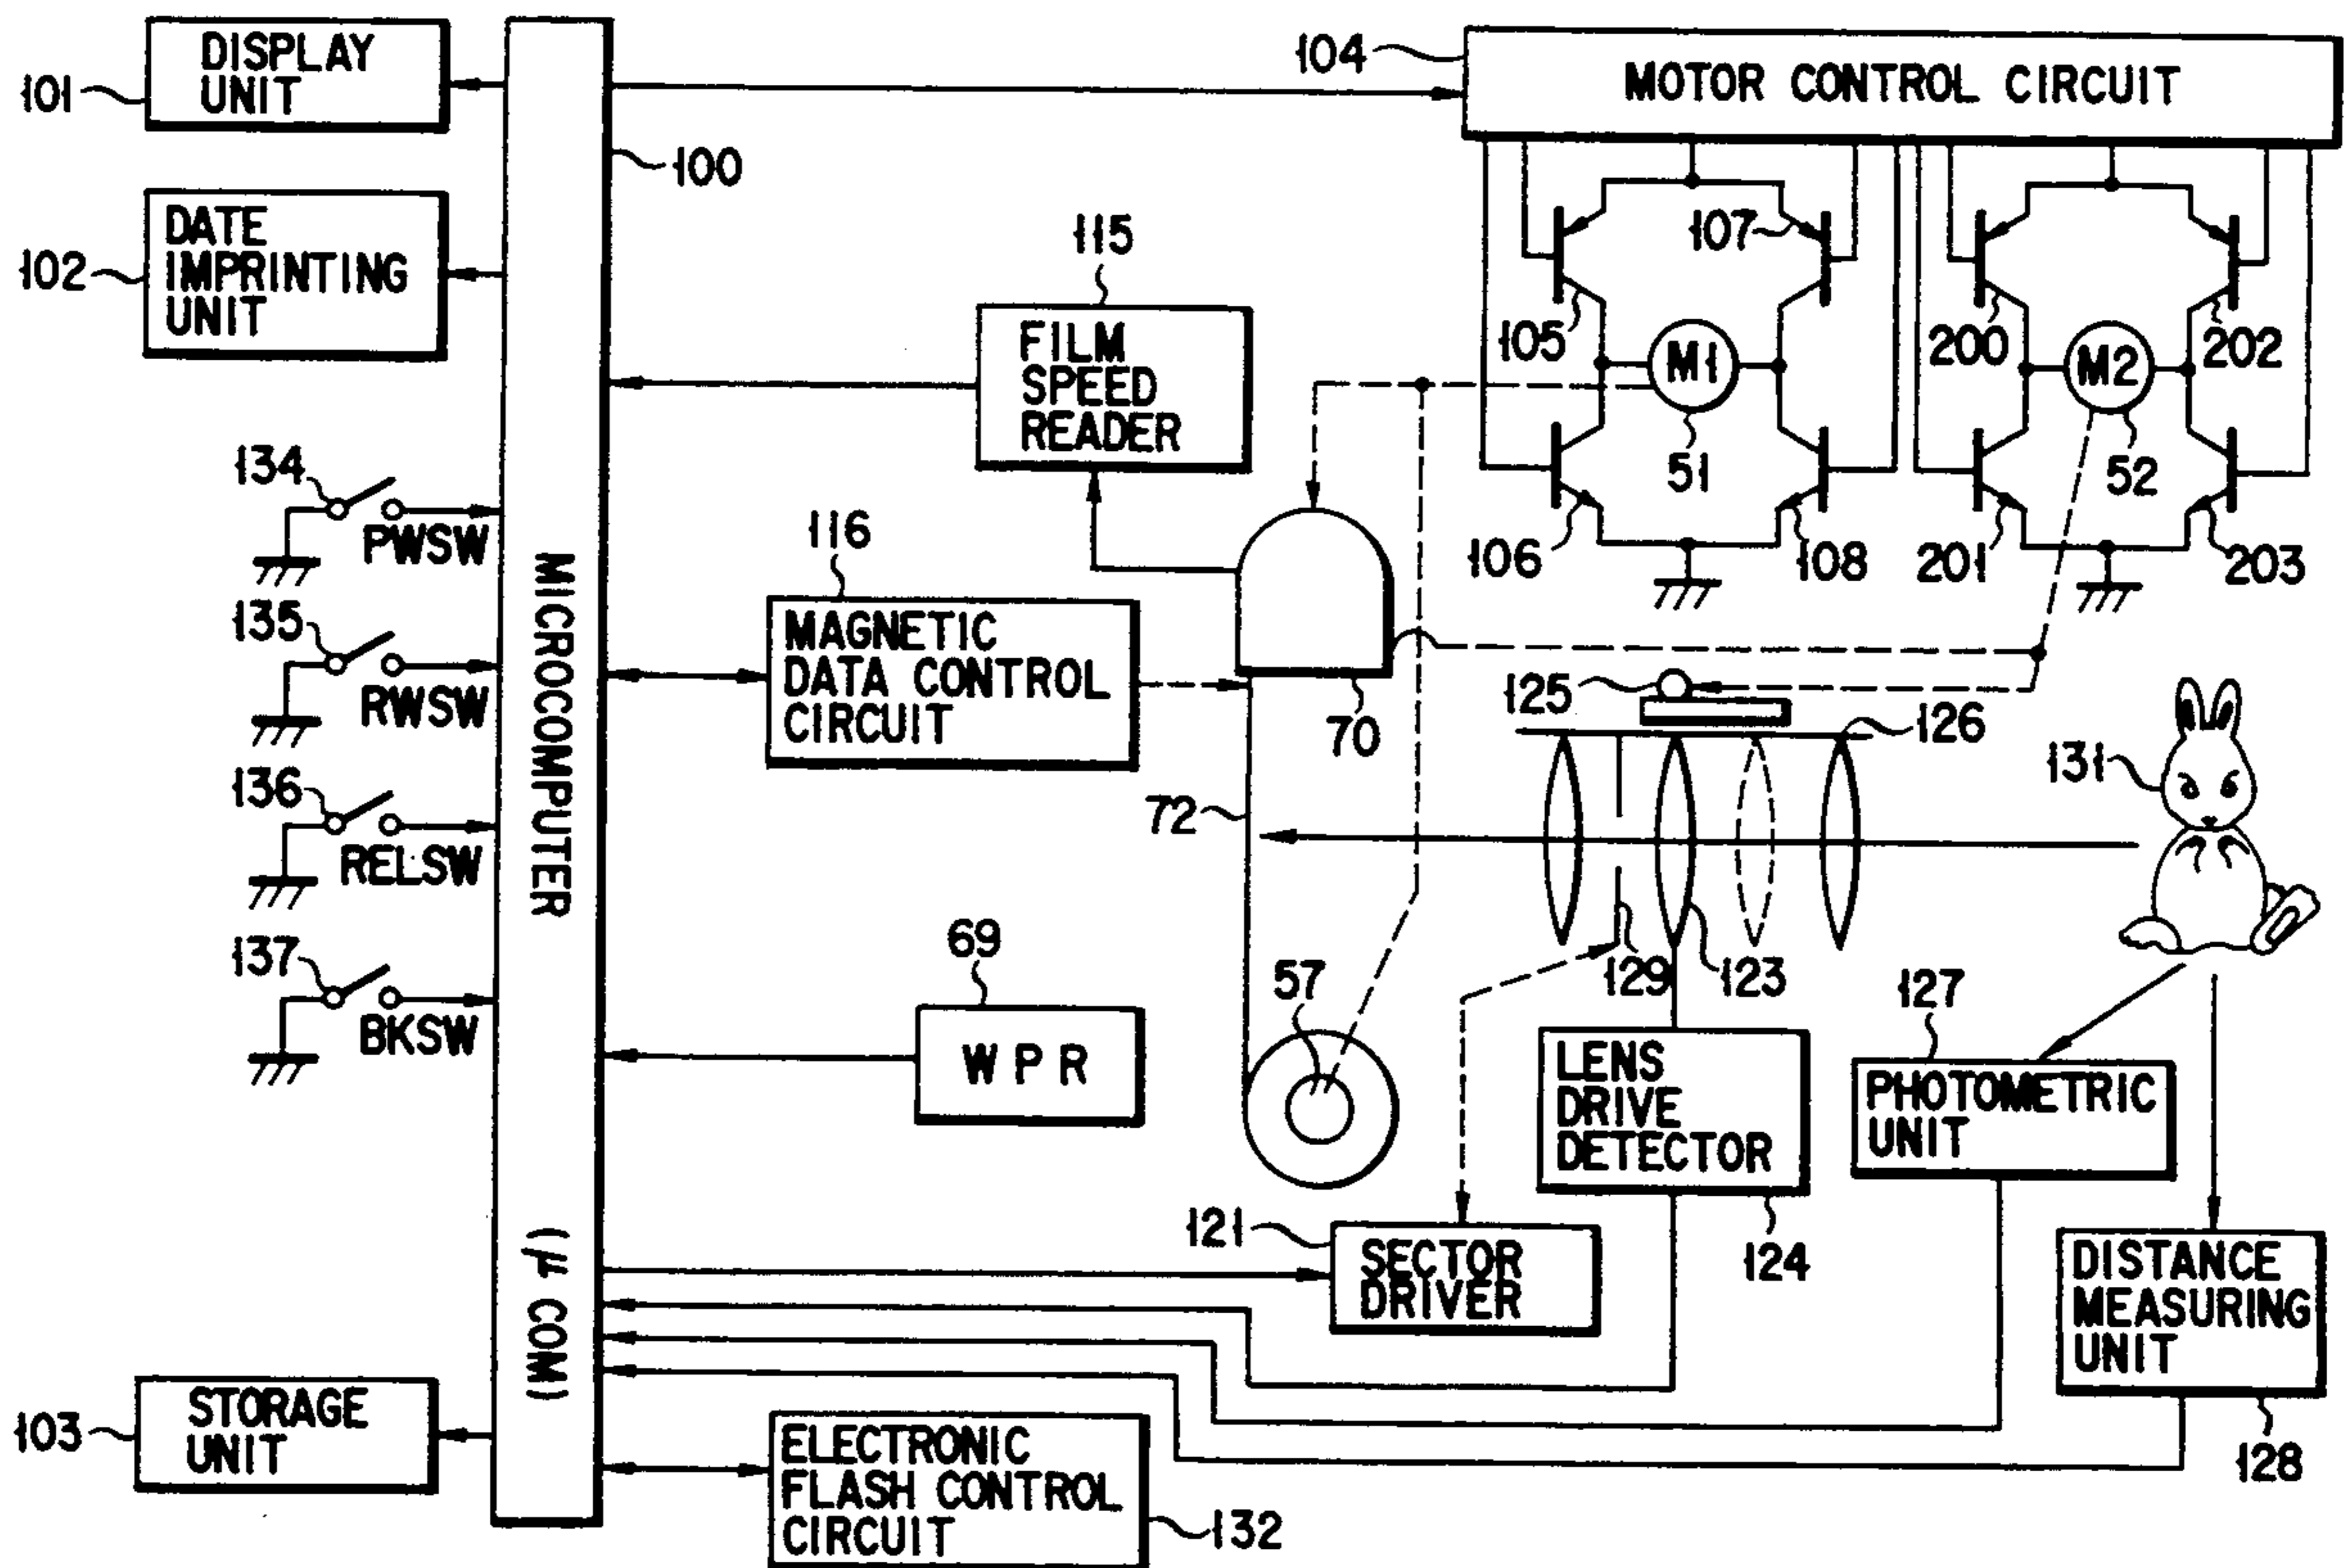 DISPLAY
UNIT
101
104
MOTOR CONTROL CIRCUIT
100
DATE
IMPRINTING
UNIT
102
115
FILM
SPEED
READER
107
105
M1
51
106
108
200
202
M2
52
201
203
134
PWSW
135
RWSW
136
RELSW
137
BKSW
MICROCOMPUTER
(μ COM)
116
MAGNETIC
DATA CONTROL
CIRCUIT
70
72
125
126
131
129
123
57
69
WPR
127
PHOTOMETRIC
UNIT
LENS
DRIVE
DETECTOR
124
121
SECTOR
DRIVER
DISTANCE
MEASURING
UNIT
128
103
STORAGE
UNIT
ELECTRONIC
FLASH CONTROL
CIRCUIT
132